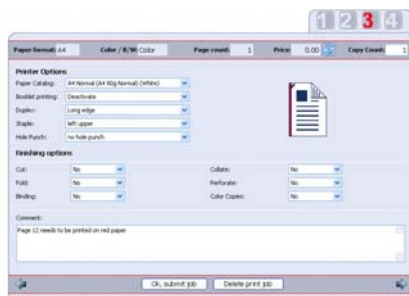 1 2 3 4
Paper format: A4 Color / B/W: Color Page count: 1 Price: 0.00 Copy Count: 1
Printer Options
Paper Catalog: A4 Normal (A4 80g Normal) (White)
Booklet printing: Deactivate
Duplex: Long edge
Staple: left upper
Hole Punch: no hole punch
Finishing options
Cut: No Collate: No
Fold: No Perforate: No
Binding: No Color Copies: No
Comment:
Page 12 needs to be printed on red paper
Ok, submit job Delete print job